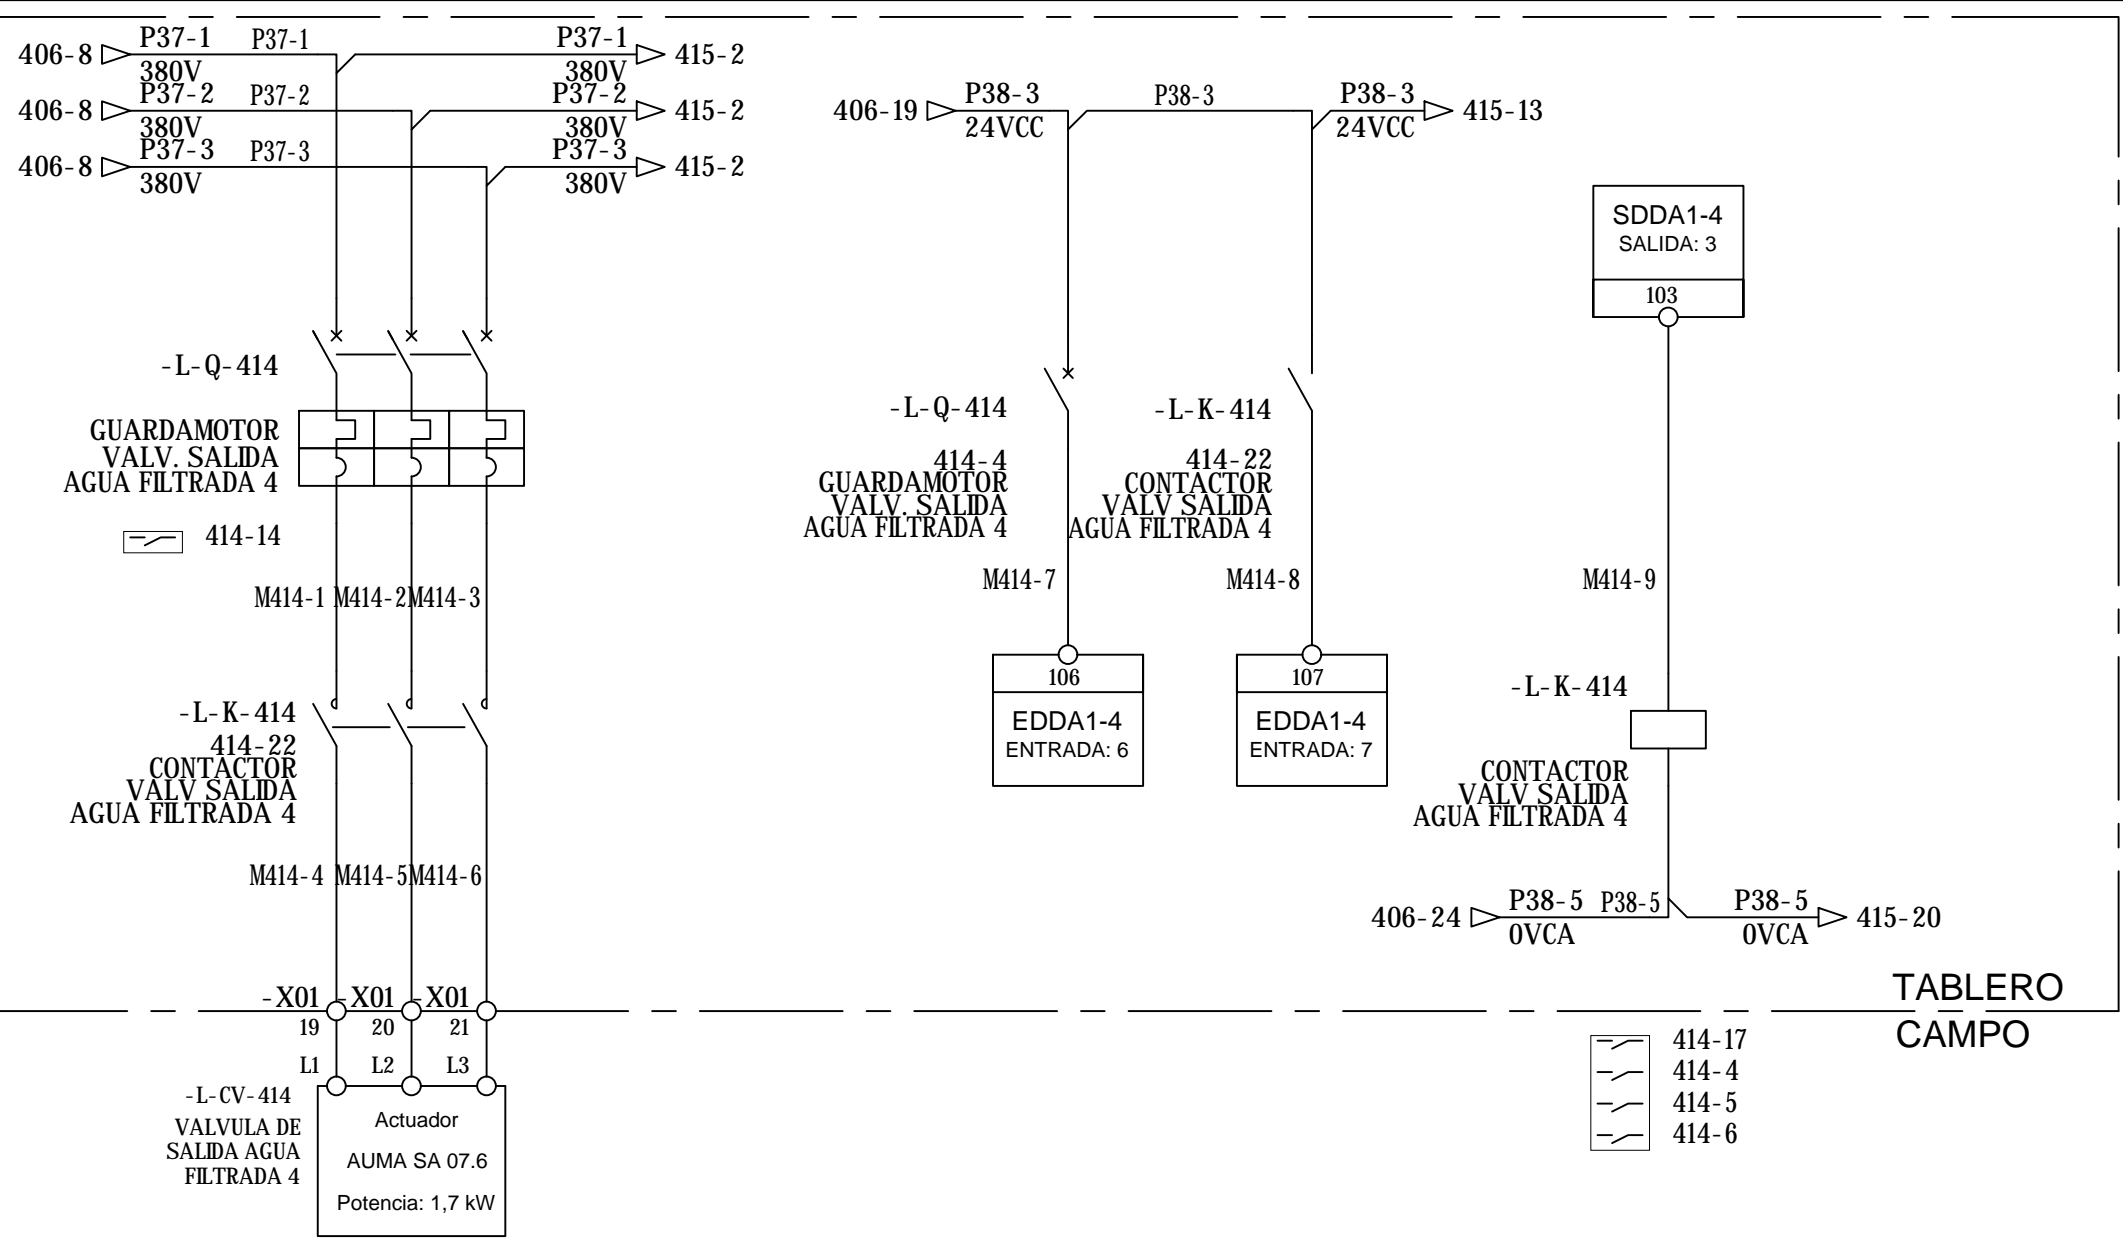 406-8 P37-1 P37-1 P37-1 415-2
380V 380V
406-8 P37-2 P37-2 P37-2 415-2
380V 380V
406-8 P37-3 P37-3 P37-3 415-2
380V 380V
406-19 P38-3 P38-3 P38-3 415-13
24VCC 24VCC
SDDA1-4
SALIDA: 3
103
-L-Q-414
GUARDAMOTOR
VALV. SALIDA
AGUA FILTRADA 4
414-14
M414-1 M414-2 M414-3
-L-K-414
414-22
CONTACTOR
VALV SALIDA
AGUA FILTRADA 4
M414-4 M414-5 M414-6
-X01 -X01 -X01
19 20 21
L1 L2 L3
-L-CV-414
VALVULA DE
SALIDA AGUA
FILTRADA 4
Actuador
AUMA SA 07.6
Potencia: 1,7 kW
-L-Q-414
414-4
GUARDAMOTOR
VALV. SALIDA
AGUA FILTRADA 4
M414-7
106
EDDA1-4
ENTRADA: 6
-L-K-414
414-22
CONTACTOR
VALV SALIDA
AGUA FILTRADA 4
M414-8
107
EDDA1-4
ENTRADA: 7
M414-9
-L-K-414
CONTACTOR
VALV SALIDA
AGUA FILTRADA 4
406-24 P38-5 P38-5 P38-5 415-20
0VCA 0VCA
TABLERO
CAMPO
414-17
414-4
414-5
414-6